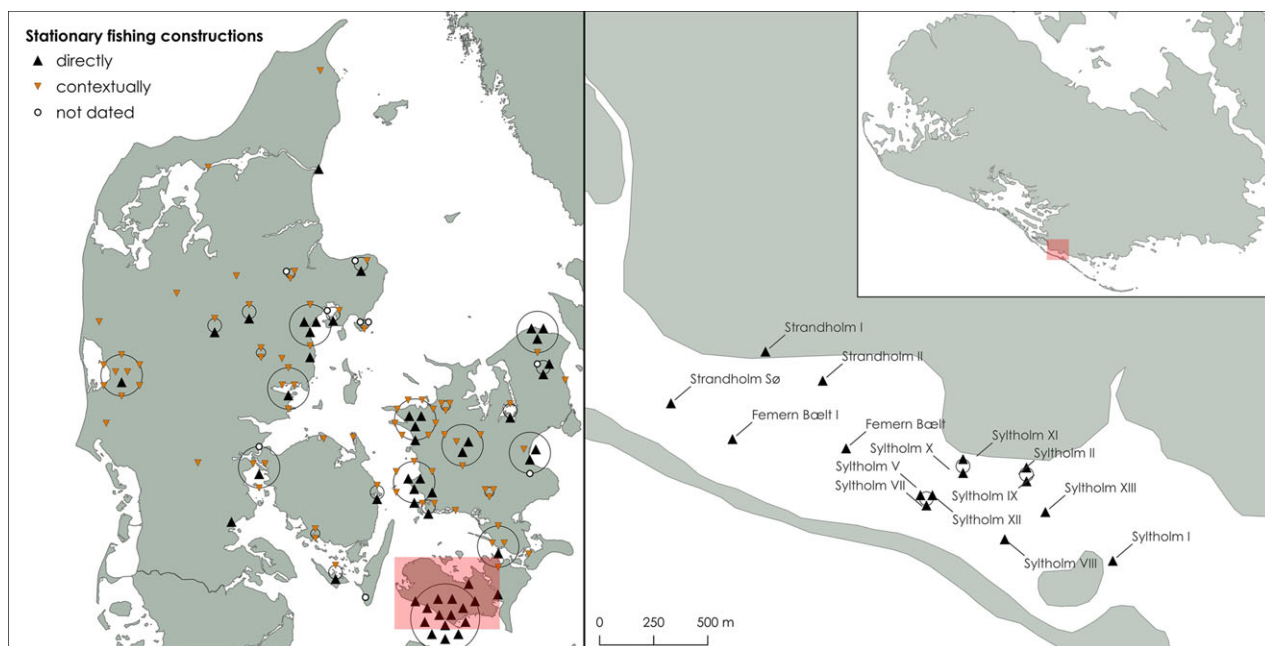 Stationary fishing constructions
directly
contextually
not dated
Strandholm I
Strandholm II
Strandholm Sø
Femern Bælt I
Femern Bælt
Syltholm XI
Syltholm X
Syltholm II
Syltholm V
Syltholm VII
Syltholm IX
Syltholm XIII
Syltholm XII
Syltholm VIII
Syltholm I
0 250 500 m